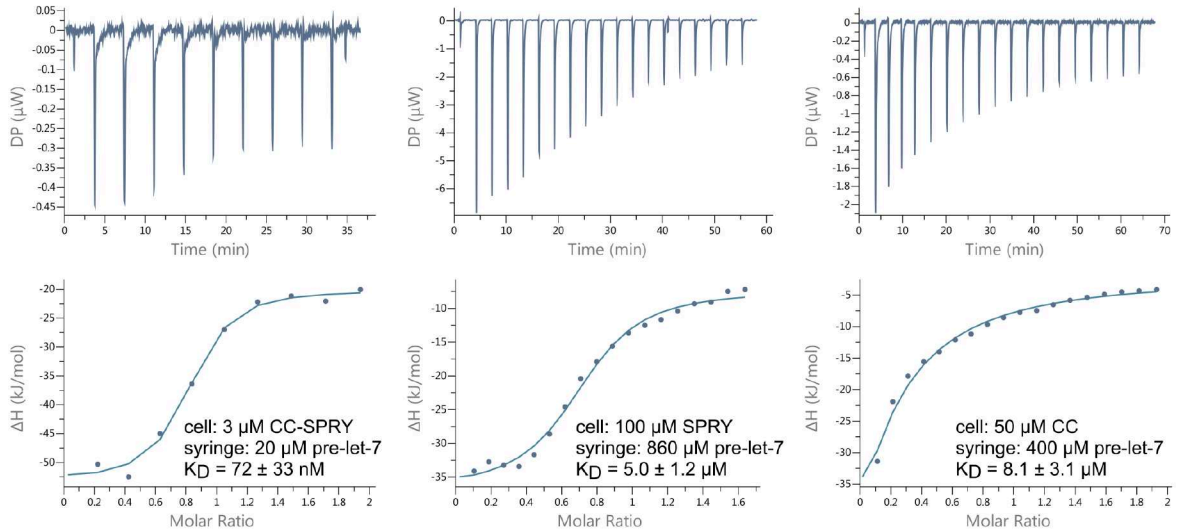 0.05
0
-0.05
-0.1
-0.15
-0.2
-0.25
-0.3
-0.35
-0.4
-0.45
DP (µW)
0 5 10 15 20 25 30 35
Time (min)
0
-1
-2
-3
-4
-5
-6
DP (µW)
0 10 20 30 40 50 60
Time (min)
0
-0.2
-0.4
-0.6
-0.8
-1
-1.2
-1.4
-1.6
-1.8
-2
DP (µW)
0 10 20 30 40 50 60 70
Time (min)
-20
-25
-30
-35
-40
-45
-50
ΔH (kJ/mol)
cell: 3 µM CC-SPRY
syringe: 20 µM pre-let-7
KD = 72 ± 33 nM
0 0.2 0.4 0.6 0.8 1 1.2 1.4 1.6 1.8 2
Molar Ratio
-10
-15
-20
-25
-30
-35
ΔH (kJ/mol)
cell: 100 µM SPRY
syringe: 860 µM pre-let-7
KD = 5.0 ± 1.2 µM
0 0.2 0.4 0.6 0.8 1 1.2 1.4 1.6
Molar Ratio
-5
-10
-15
-20
-25
-30
-35
ΔH (kJ/mol)
cell: 50 µM CC
syringe: 400 µM pre-let-7
KD = 8.1 ± 3.1 µM
0 0.2 0.4 0.6 0.8 1 1.2 1.4 1.6 1.8 2
Molar Ratio